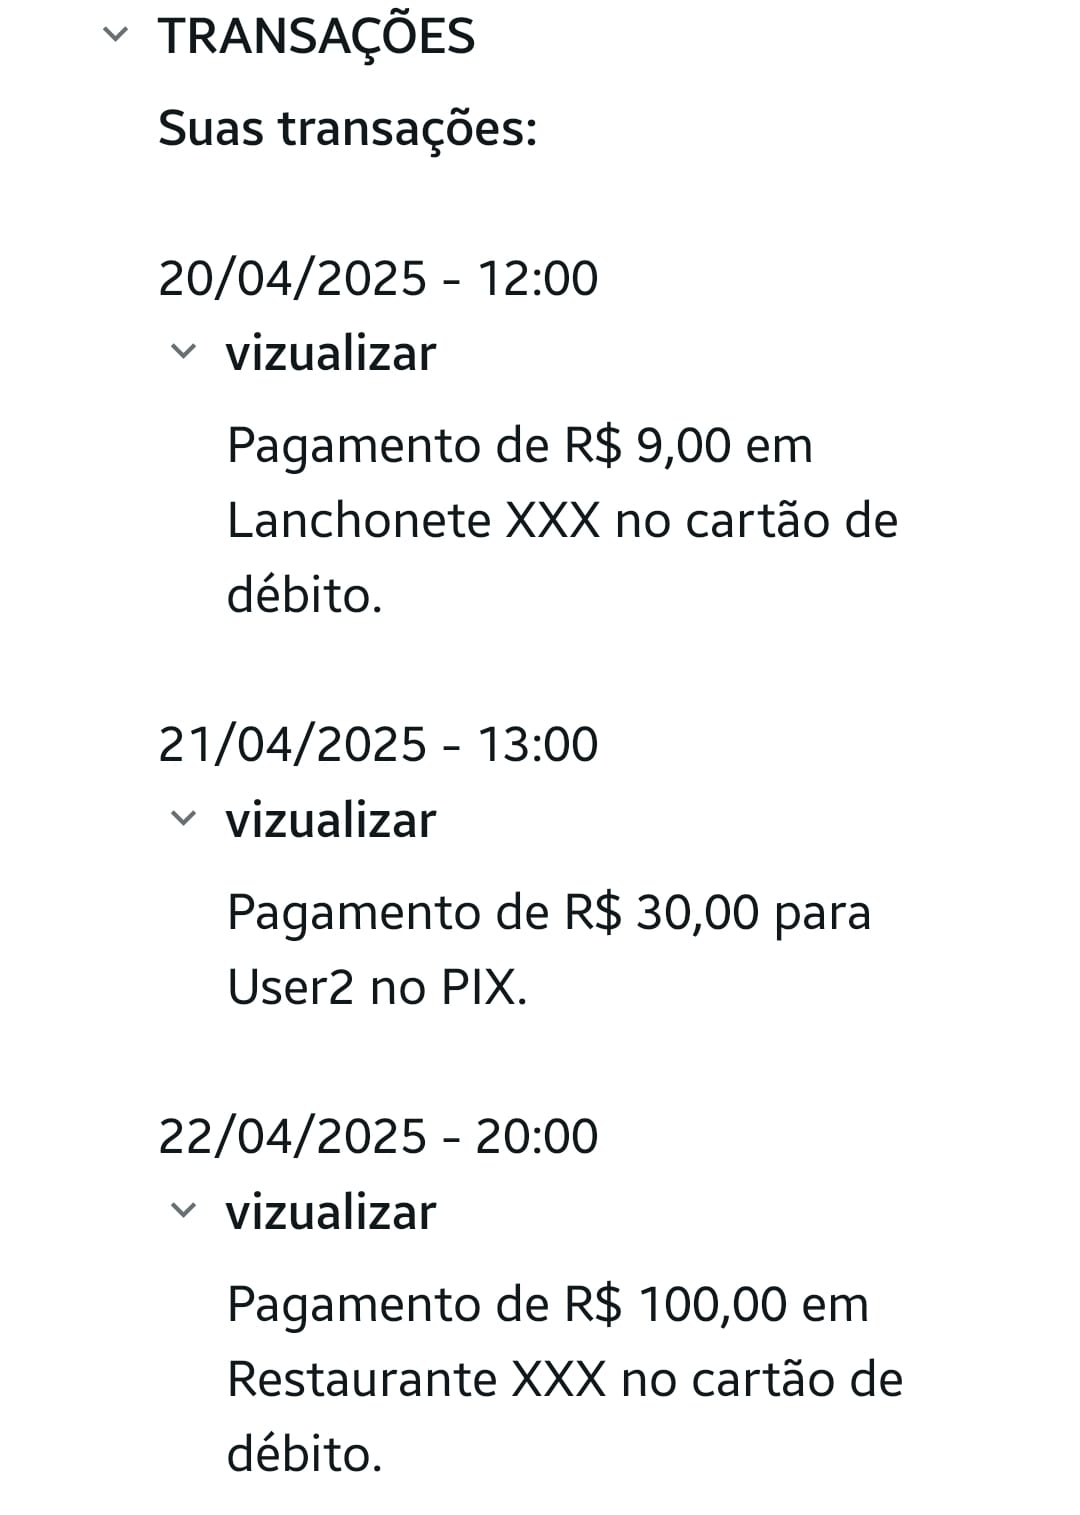 TRANSAÇÕES
Suas transações:
20/04/2025 - 12:00
vizualizar
Pagamento de R$ 9,00 em
Lanchonete XXX no cartão de
débito.
21/04/2025 - 13:00
vizualizar
Pagamento de R$ 30,00 para
User2 no PIX.
22/04/2025 - 20:00
vizualizar
Pagamento de R$ 100,00 em
Restaurante XXX no cartão de
débito.